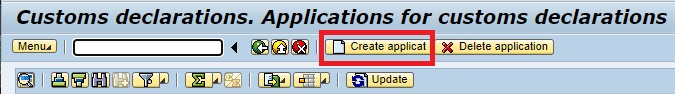 Customs declarations. Applications for customs declarations
Menu Create applicat Delete application
Update